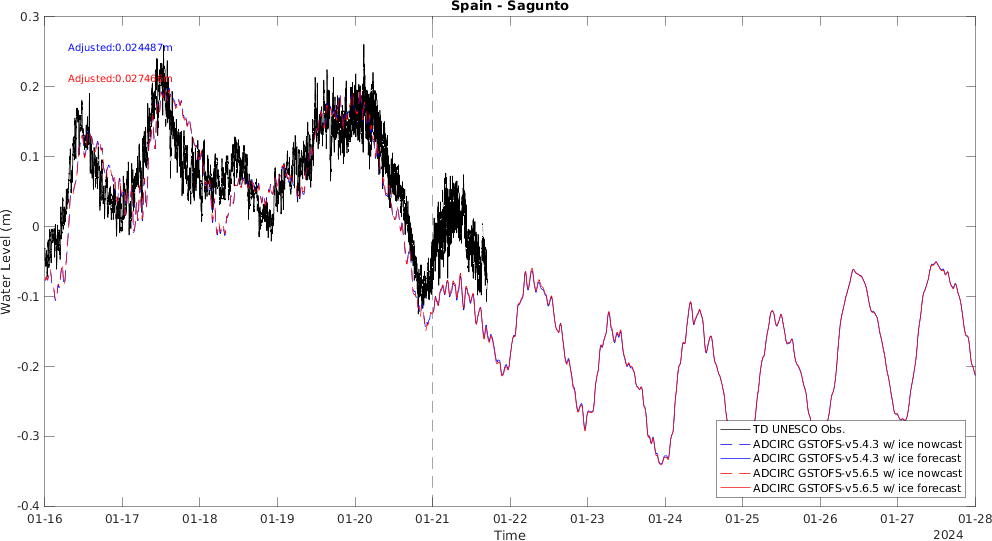 Spain - Sagunto
0.3
0.2
0.1
0
-0.1
-0.2
-0.3
-0.4
Water Level (m)
Adjusted:0.024487m
TD UNESCO Obs.
ADCIRC GSTOFS-v5.4.3 w/ ice nowcast
ADCIRC GSTOFS-v5.4.3 w/ ice forecast
ADCIRC GSTOFS-v5.6.5 w/ ice nowcast
ADCIRC GSTOFS-v5.6.5 w/ ice forecast
01-16 01-17 01-18 01-19 01-20 01-21 01-22 01-23 01-24 01-25 01-26 01-27 01-28
Time
2024